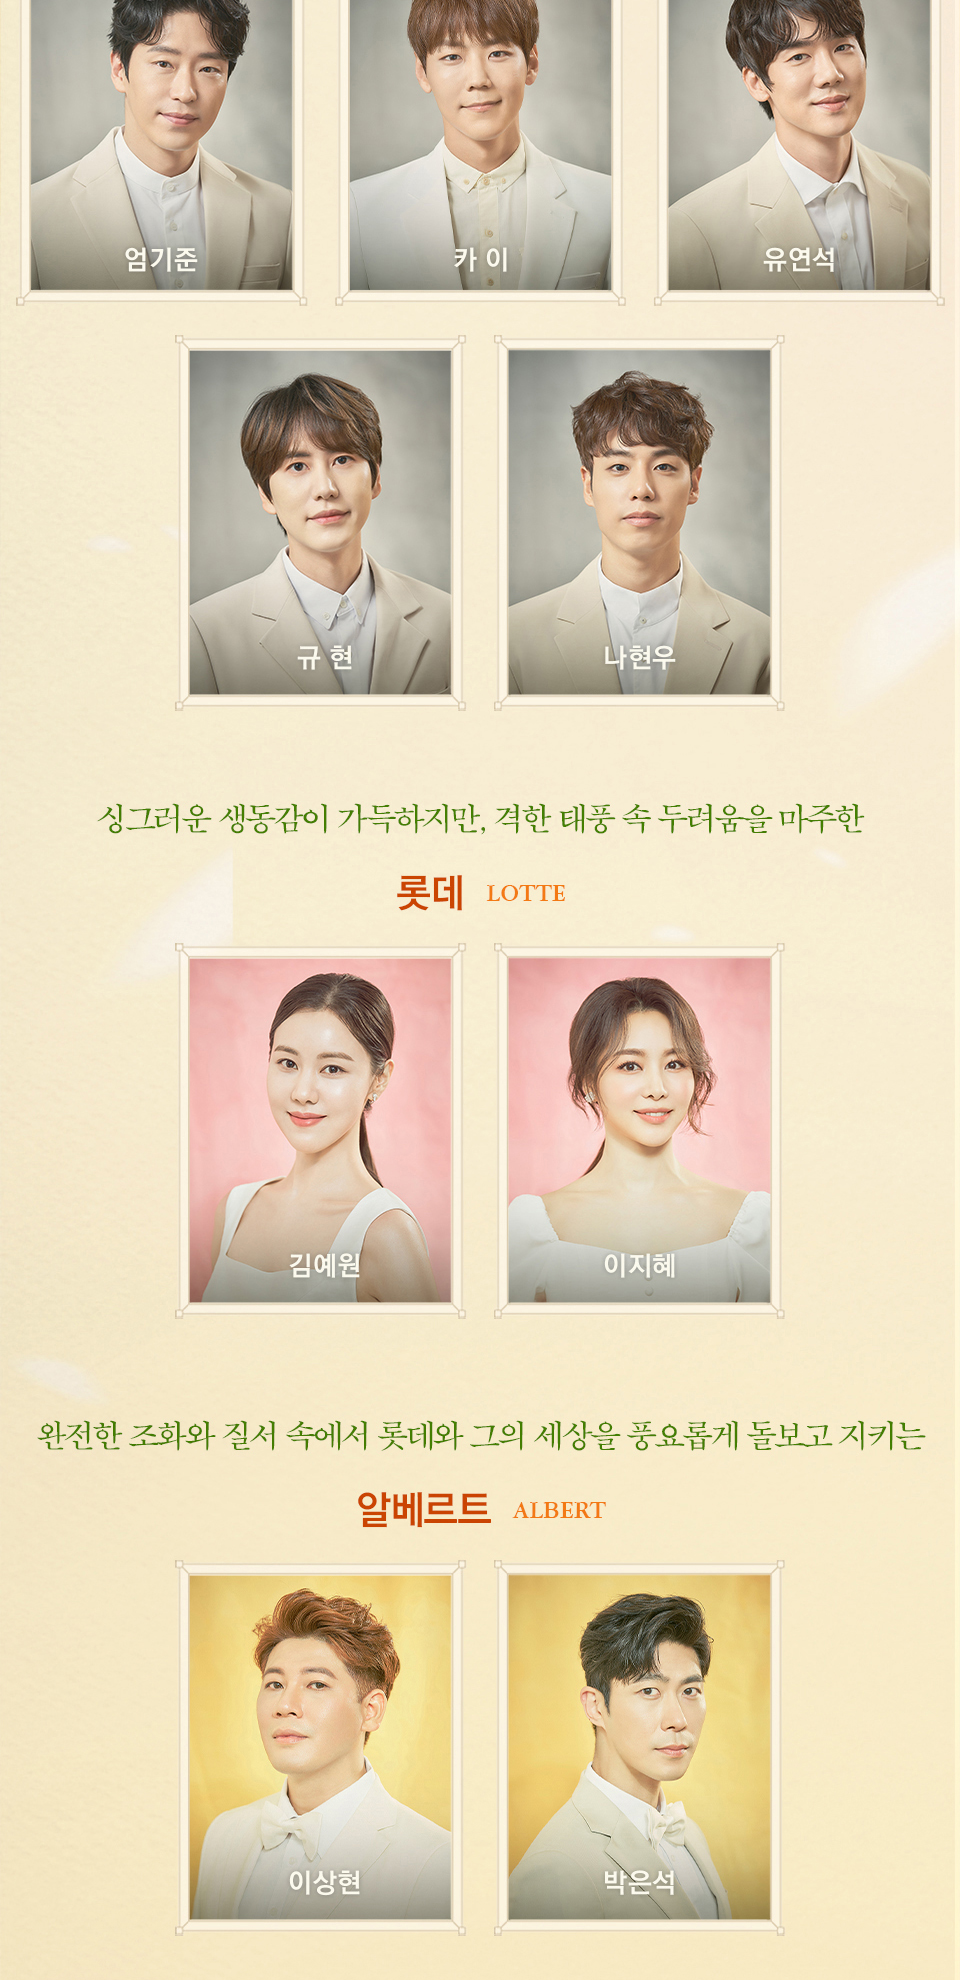 엄기준 카 이 유연석
규 현 나현우
싱그러운 생동감이 가득하지만, 격한 태풍 속 두려움을 마주한
롯데 LOTTE
김예원 이지혜
완전한 조화와 질서 속에서 롯데와 그의 세상을 풍요롭게 돌보고 지키는
알베르트 ALBERT
이상현 박은석